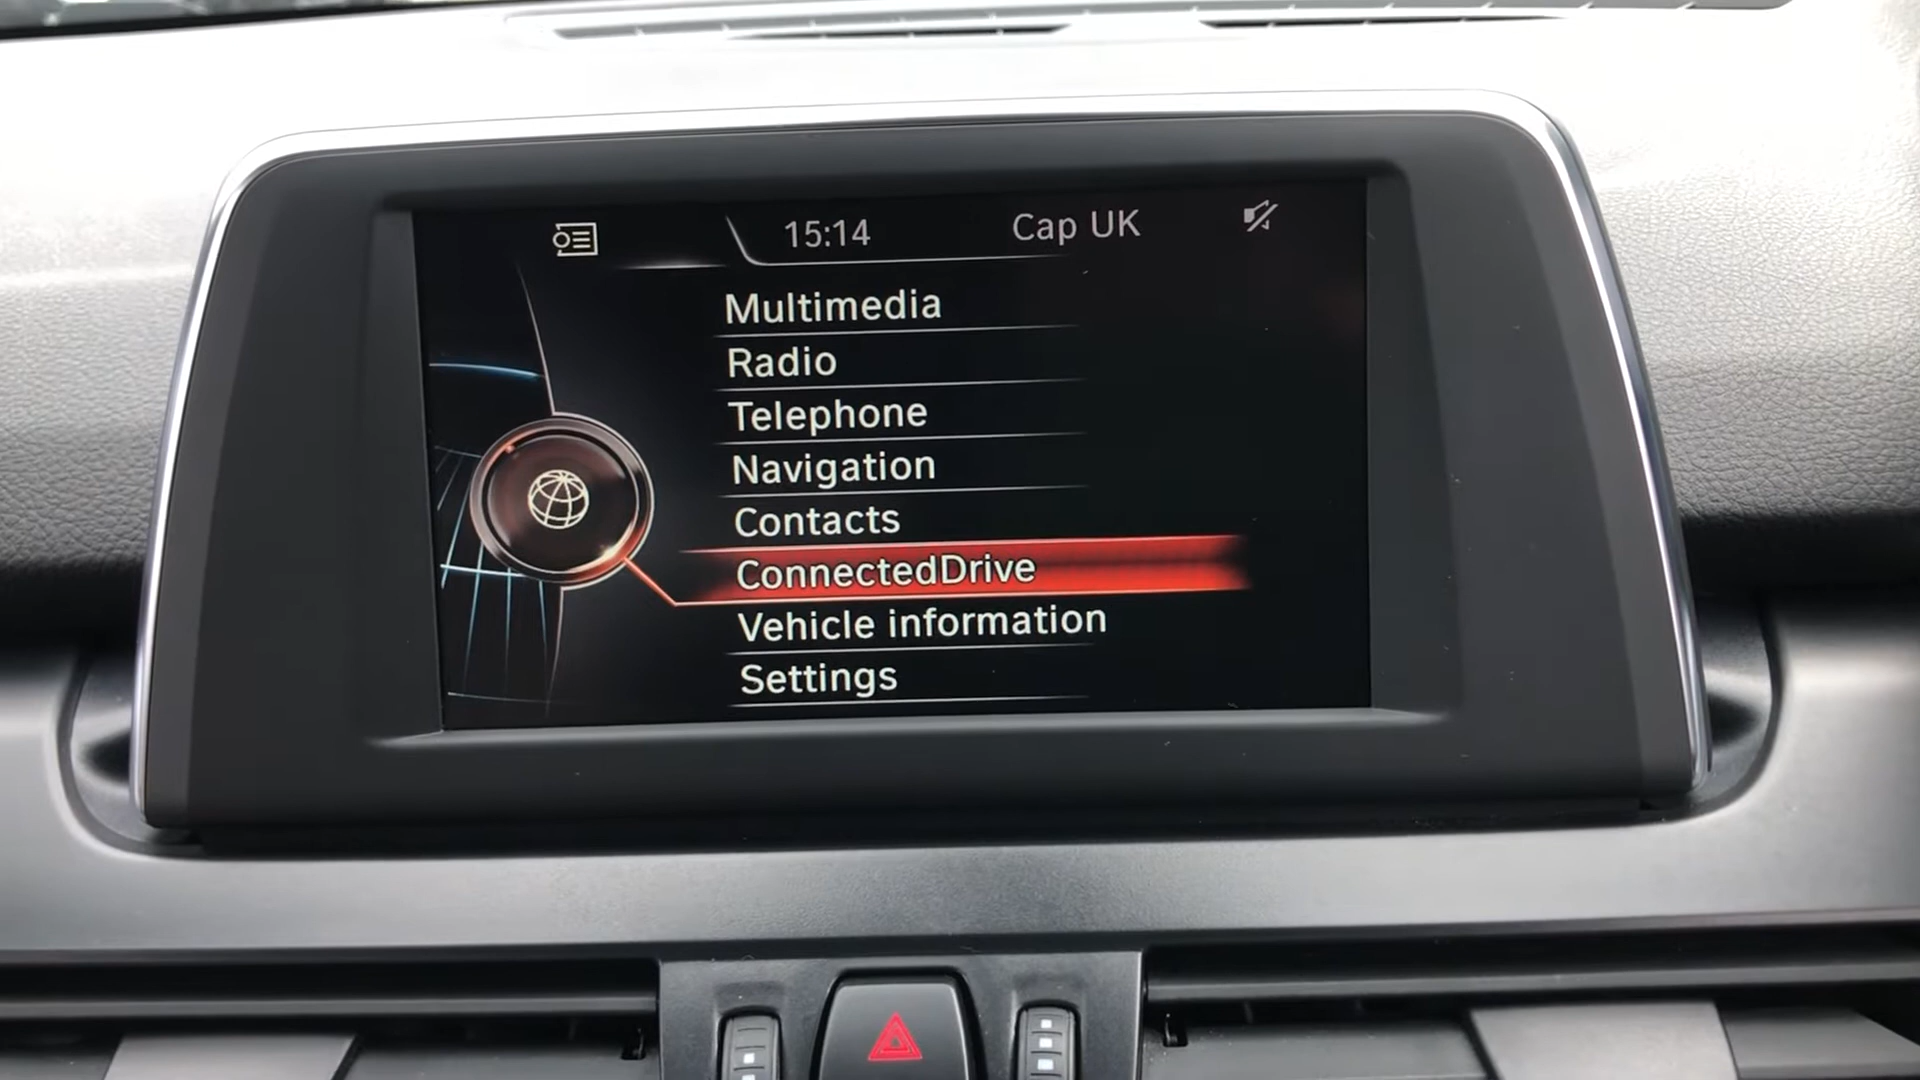 15:14 Cap UK
Multimedia
Radio
Telephone
Navigation
Contacts
ConnectedDrive
Vehicle information
Settings